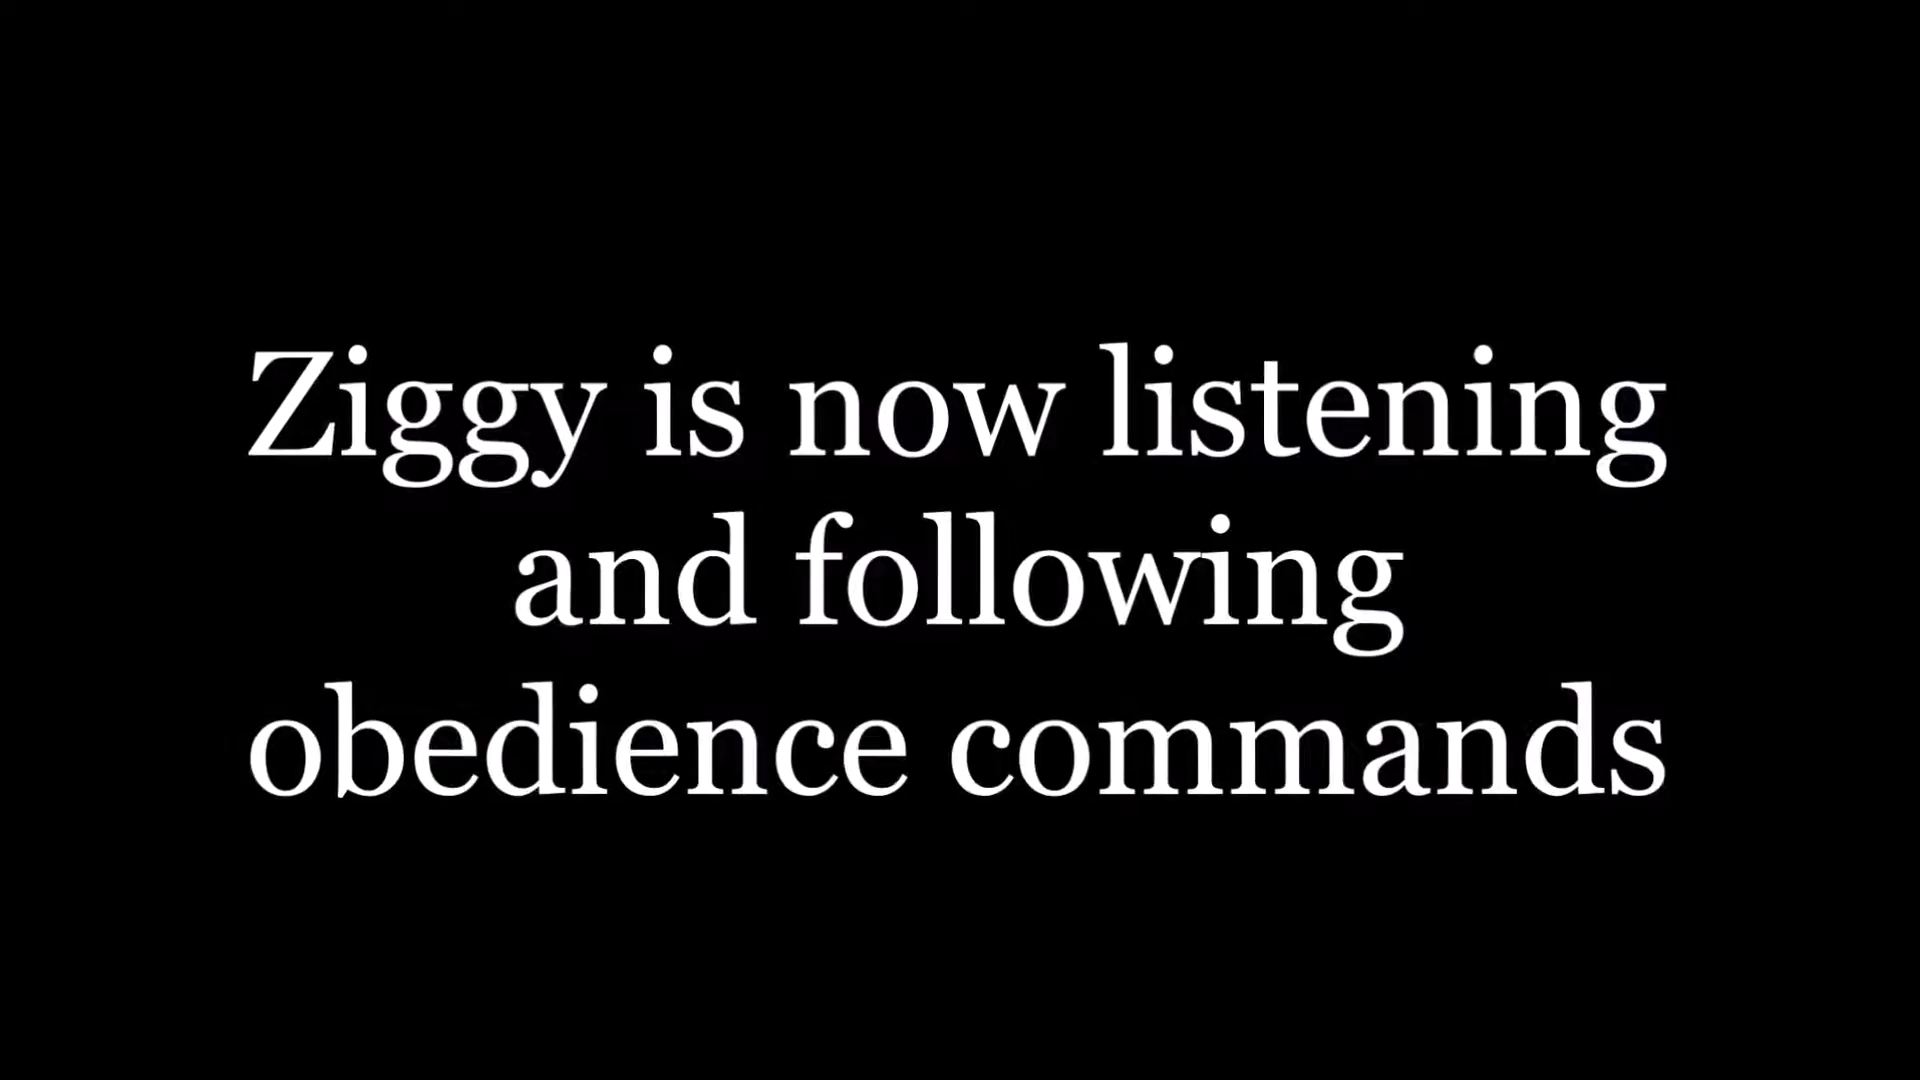 Ziggy is now listening
and following
obedience commands